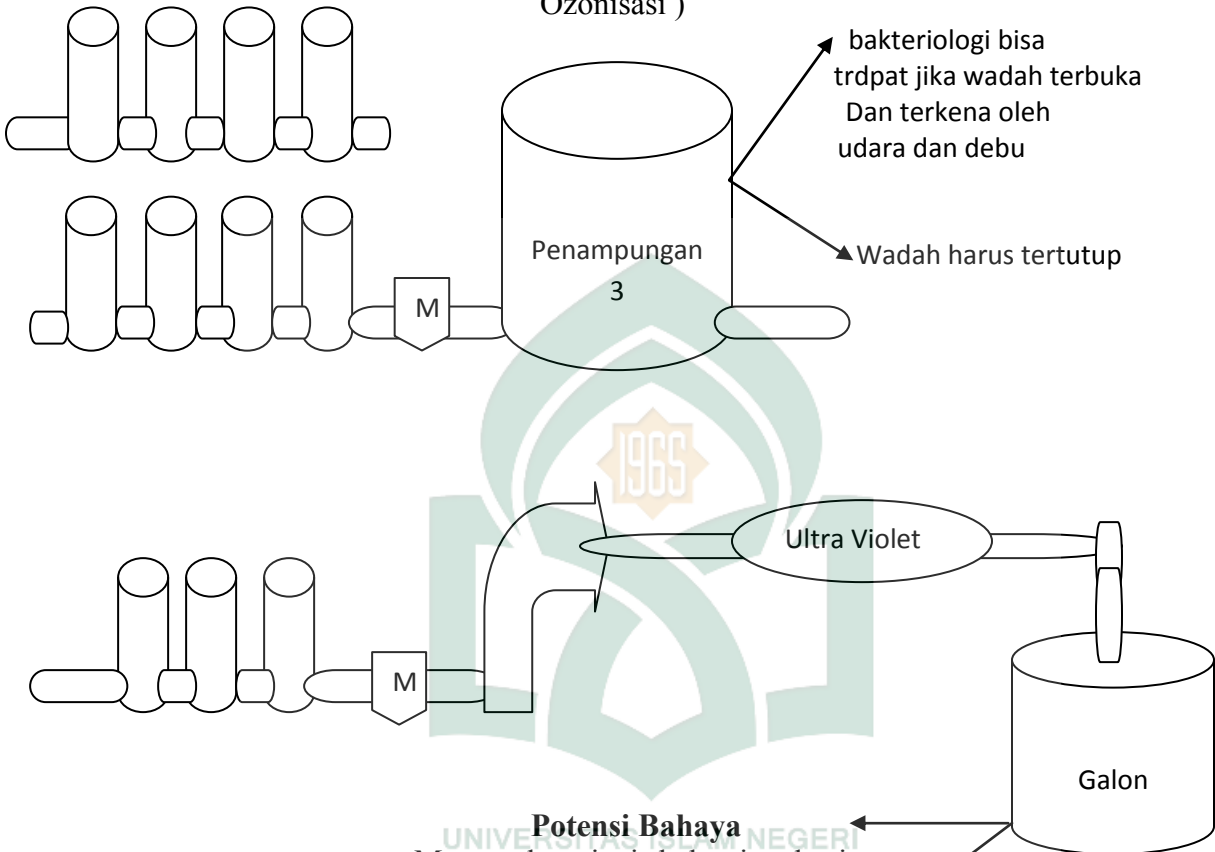 Ozonisasi )
bakteriologi bisa
trdpat jika wadah terbuka
Dan terkena oleh
udara dan debu
Penampungan
3
Wadah harus tertutup
M
1965
Ultra Violet
M
Galon
Potensi Bahaya
UNIVERSITAS ISLAM NEGERI